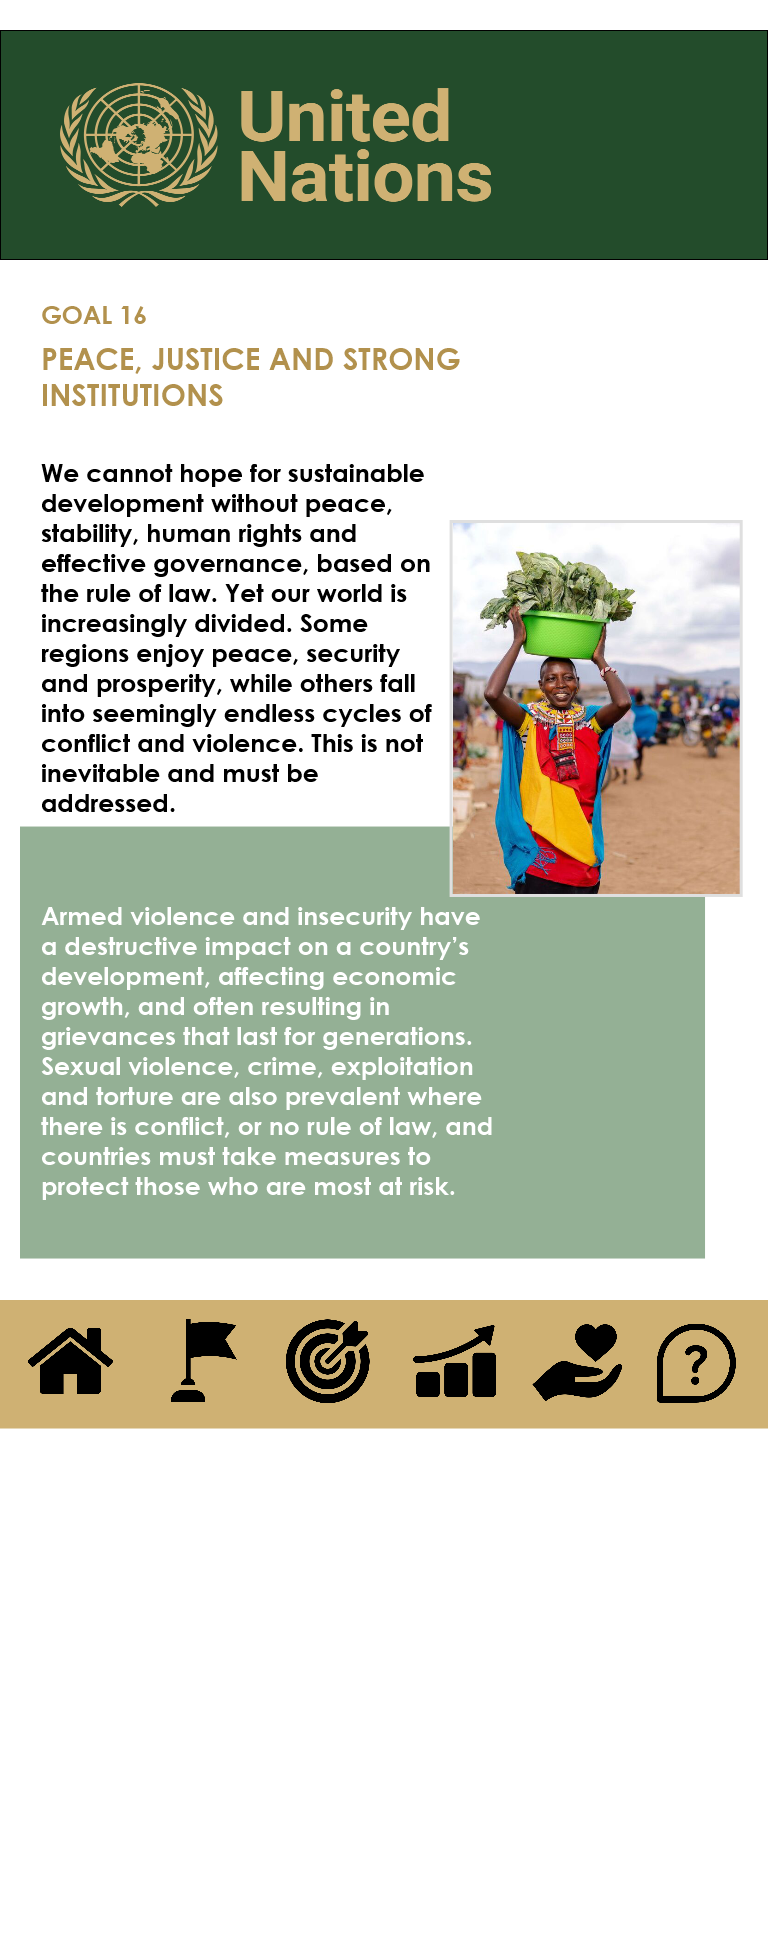 United
Nations
GOAL 16
PEACE, JUSTICE AND STRONG
INSTITUTIONS
We cannot hope for sustainable
development without peace,
stability, human rights and
effective governance, based on
the rule of law. Yet our world is
increasingly divided. Some
regions enjoy peace, security
and prosperity, while others fall
into seemingly endless cycles of
conflict and violence. This is not
inevitable and must be
addressed.
Armed violence and insecurity have
a destructive impact on a country’s
development, affecting economic
growth, and often resulting in
grievances that last for generations.
Sexual violence, crime, exploitation
and torture are also prevalent where
there is conflict, or no rule of law, and
countries must take measures to
protect those who are most at risk.
?